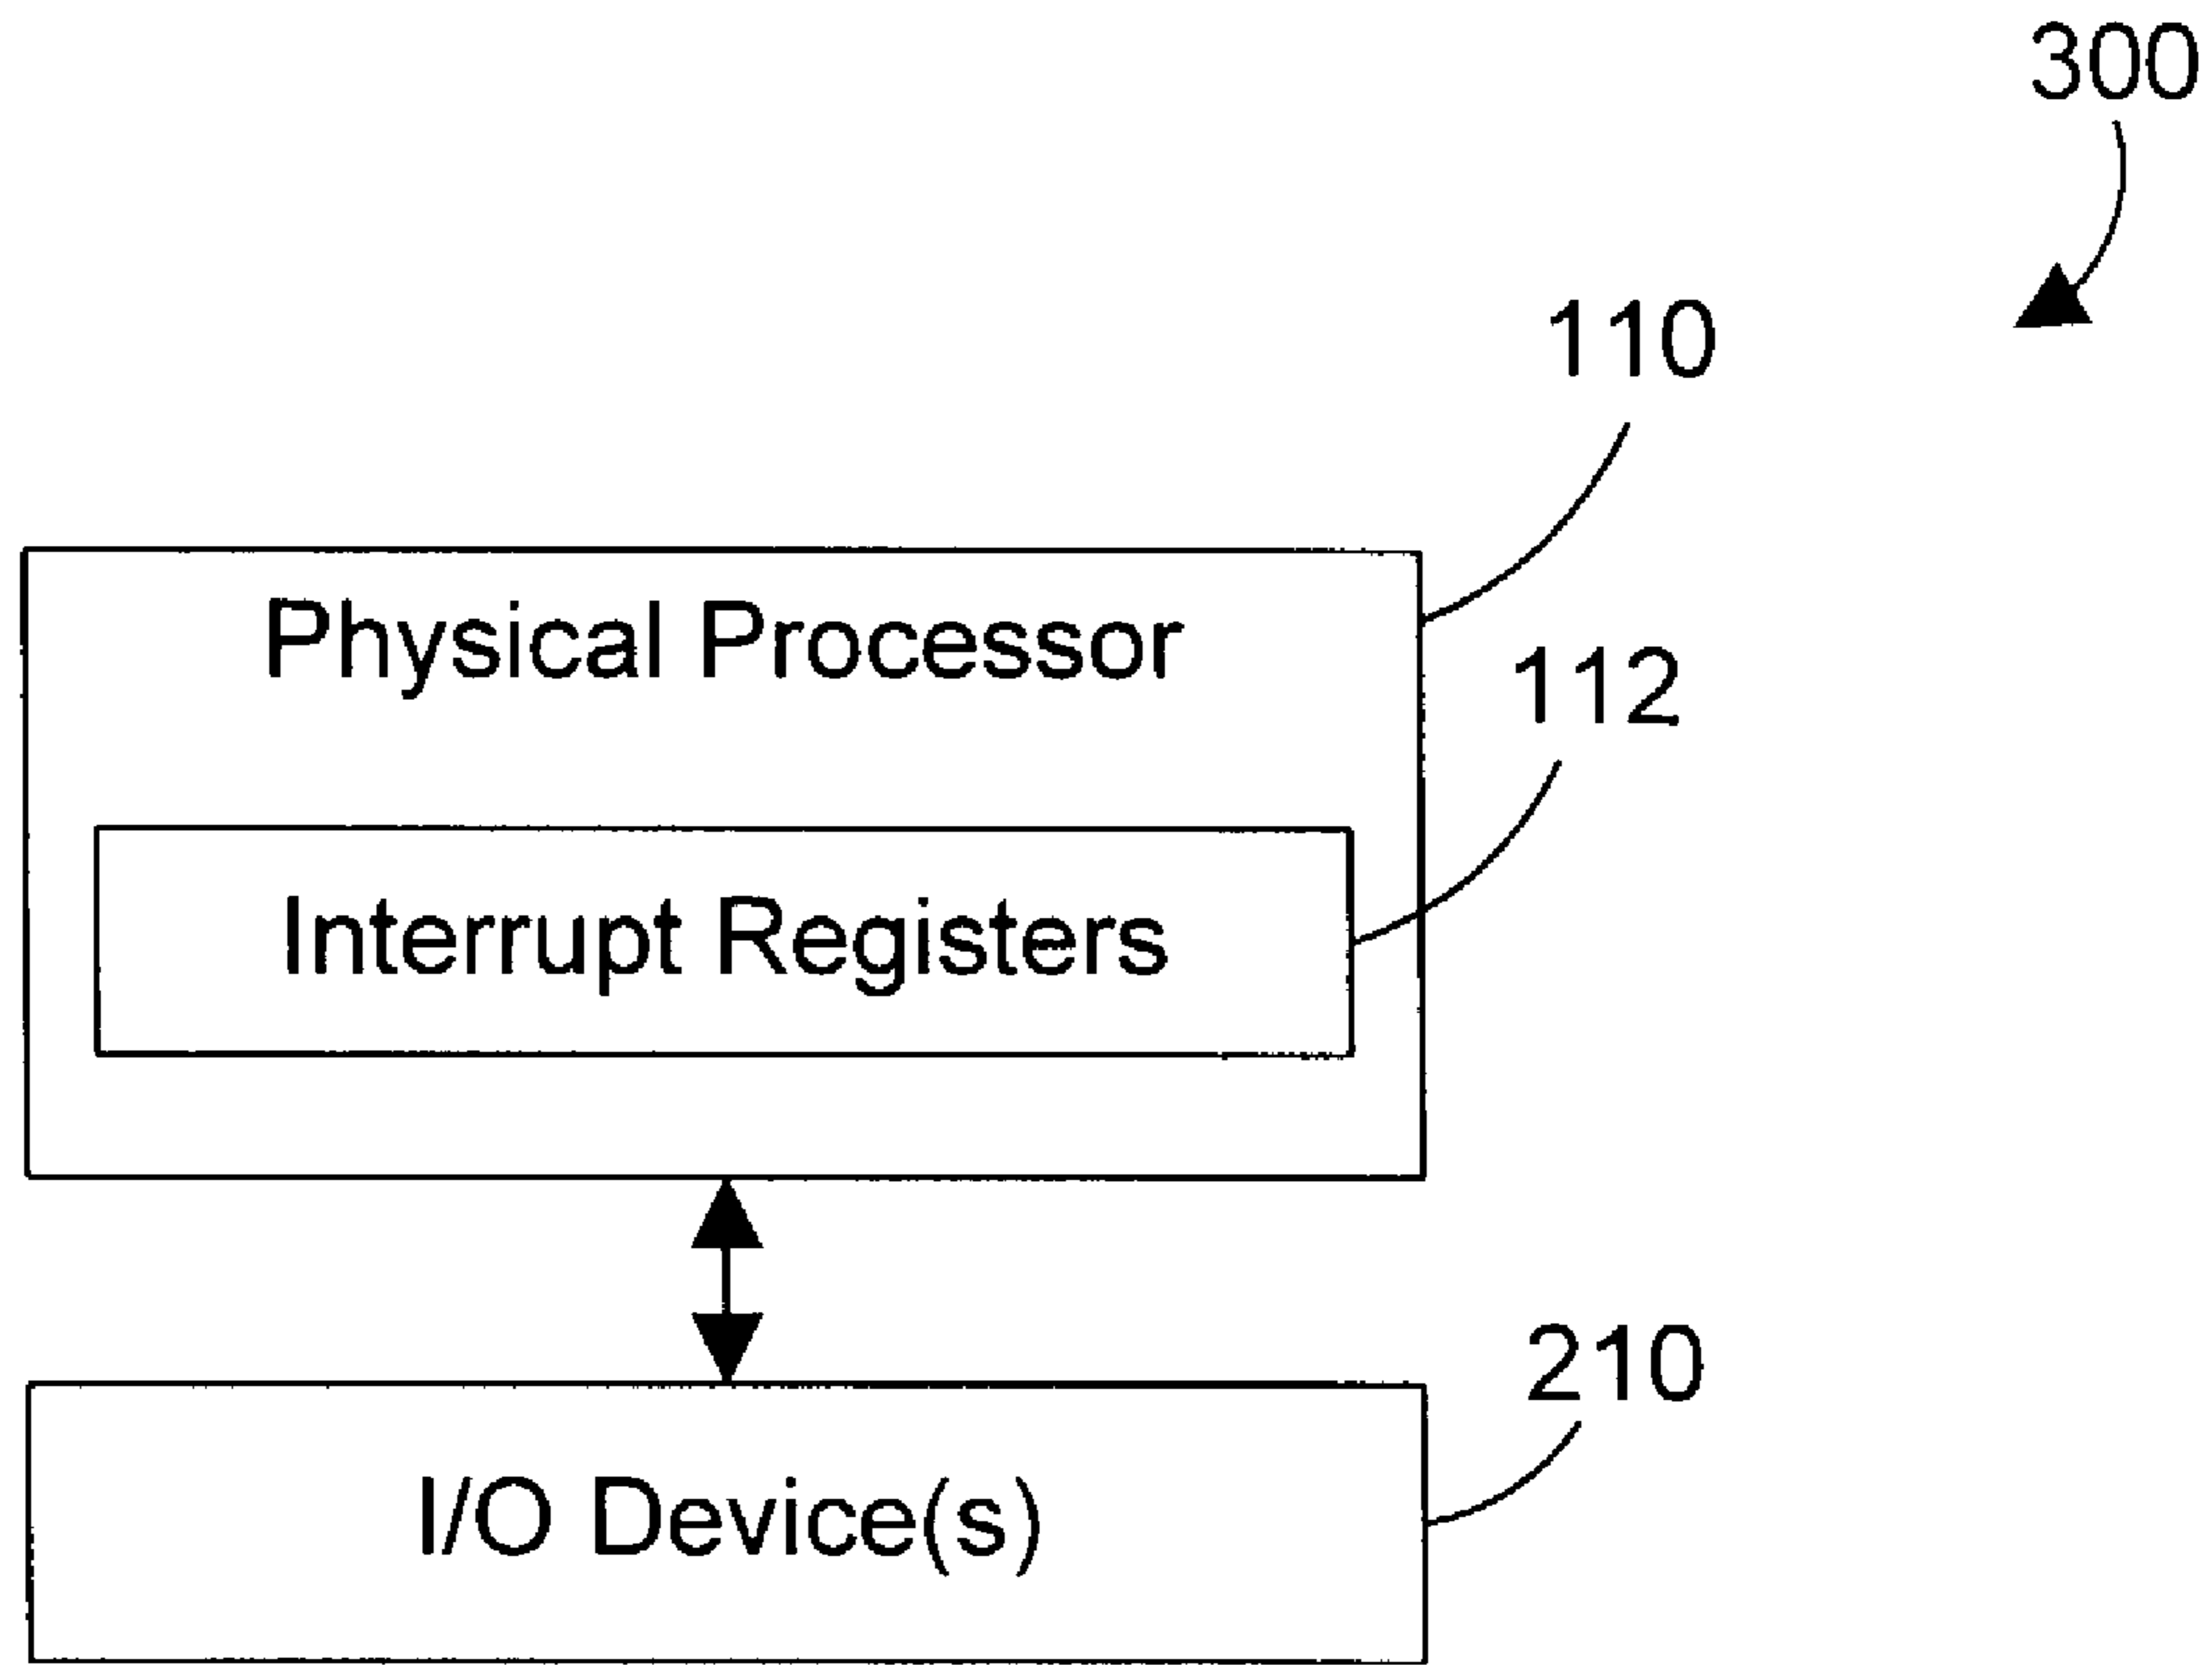 300
110
Physical Processor
112
Interrupt Registers
210
I/O Device(s)